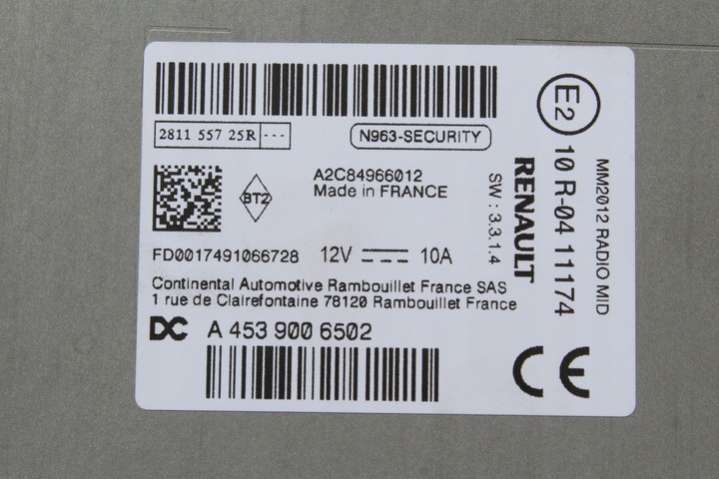 2811 557 25R ---
N963-SECURITY
BT2
A2C84966012
Made in FRANCE
FD0017491066728
12V 10A
Continental Automotive Rambouillet France SAS
1 rue de Clairefontaine 78120 Rambouillet France
DC A 453 900 6502
SW : 3.3.1.4
RENAULT
E2
10 R-04 11174
MM2012 RADIO MID
CE